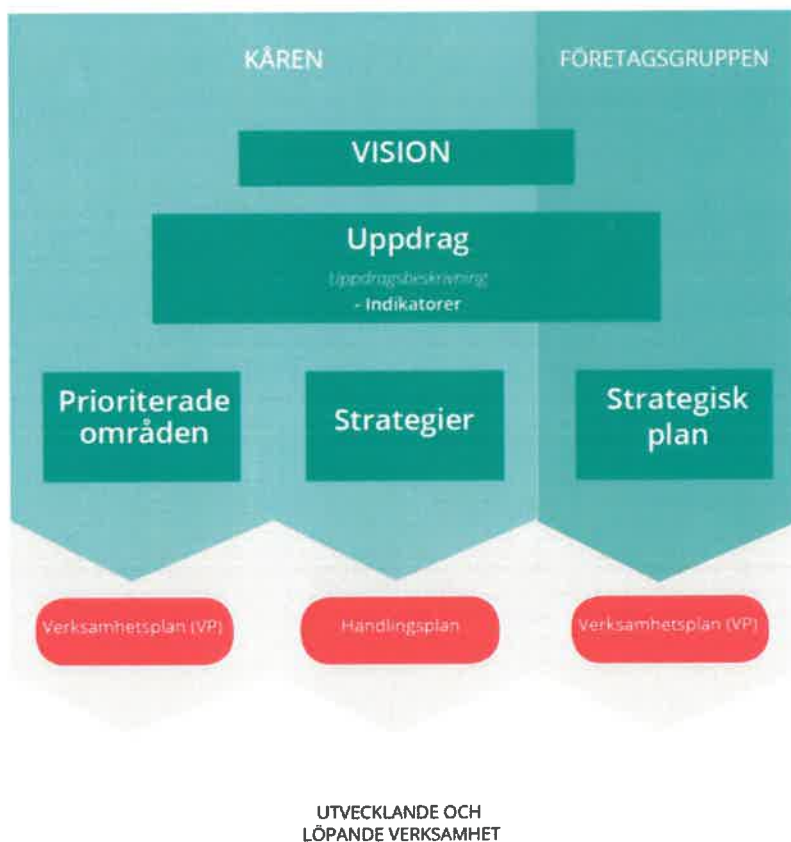 KÅREN
FÖRETAGSGRUPPEN
VISION
Uppdrag
Uppdragsbeskrivning
- Indikatorer
Prioriterade
områden
Strategier
Strategisk
plan
Verksamhetsplan (VP)
Handlingsplan
Verksamhetsplan (VP)
UTVECKLANDE OCH
LÖPANDE VERKSAMHET